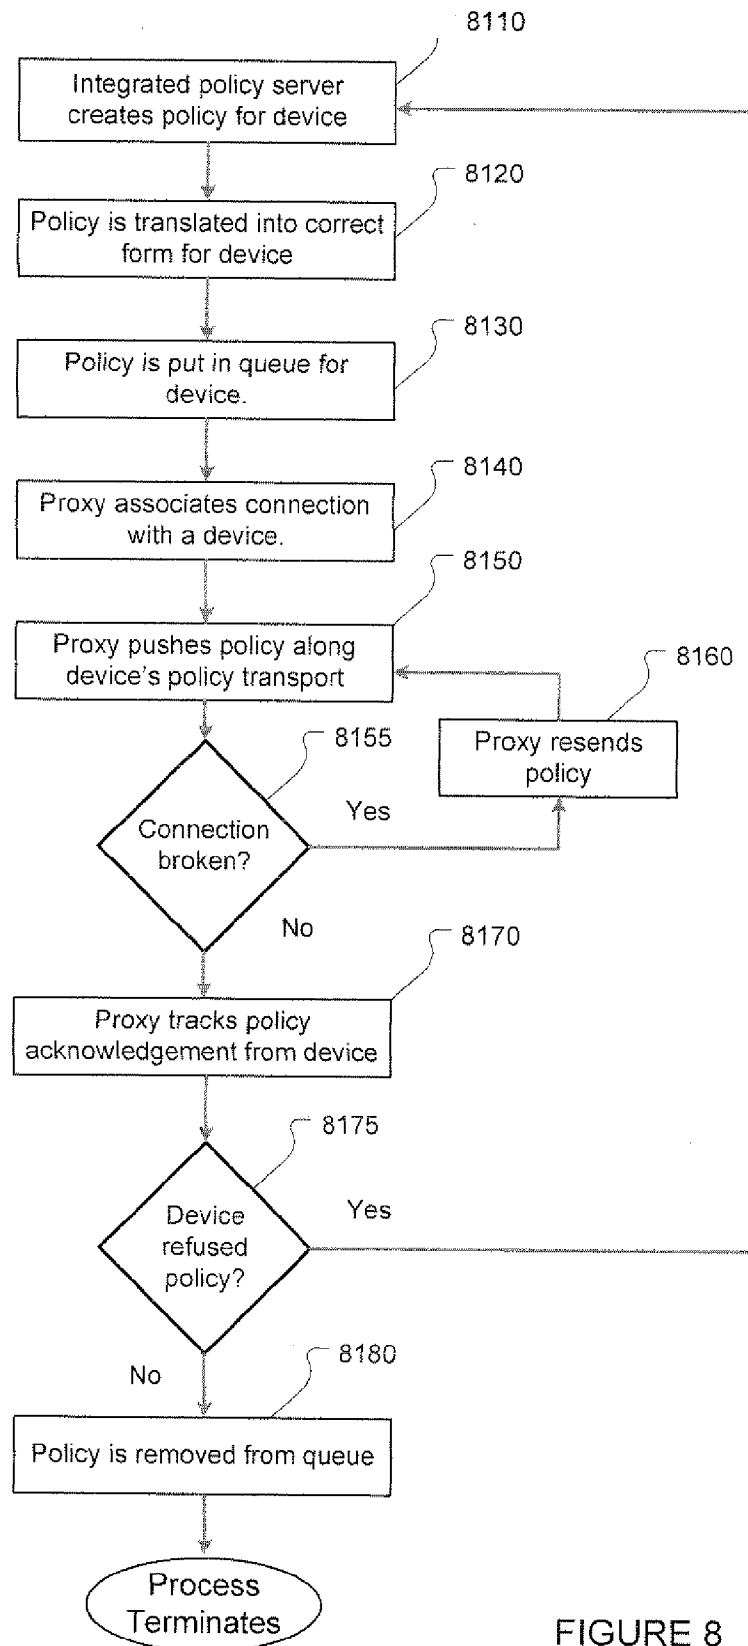 8110
Integrated policy server
creates policy for device
8120
Policy is translated into correct
form for device
8130
Policy is put in queue for
device.
8140
Proxy associates connection
with a device.
8150
Proxy pushes policy along
device's policy transport
8160
Proxy resends
policy
8155
Connection
broken?
Yes
No
8170
Proxy tracks policy
acknowledgement from device
8175
Device
refused
policy?
Yes
No
8180
Policy is removed from queue
Process
Terminates
FIGURE 8